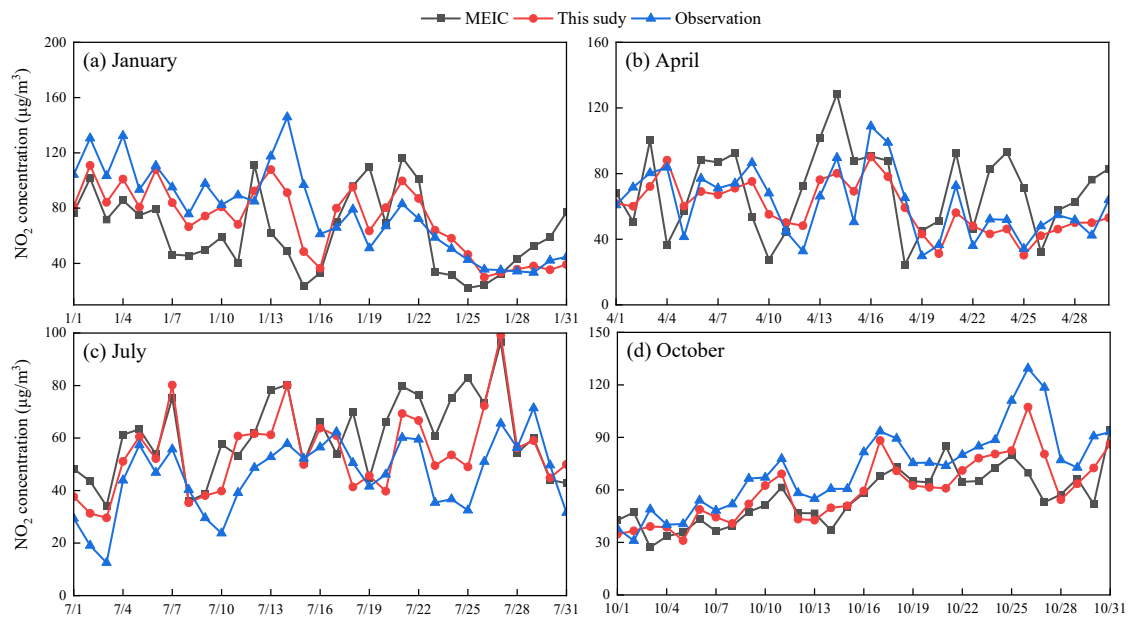 MEIC This sudy Observation
(a) January
(b) April
NO2 concentration (μg/m3)
200
160
120
80
40
1/1 1/4 1/7 1/10 1/13 1/16 1/19 1/22 1/25 1/28 1/31
160
120
80
40
0
4/1 4/4 4/7 4/10 4/13 4/16 4/19 4/22 4/25 4/28
(c) July
(d) October
NO2 concentration (μg/m3)
100
80
60
40
20
0
7/1 7/4 7/7 7/10 7/13 7/16 7/19 7/22 7/25 7/28 7/31
150
120
90
60
30
0
10/1 10/4 10/7 10/10 10/13 10/16 10/19 10/22 10/25 10/28 10/31